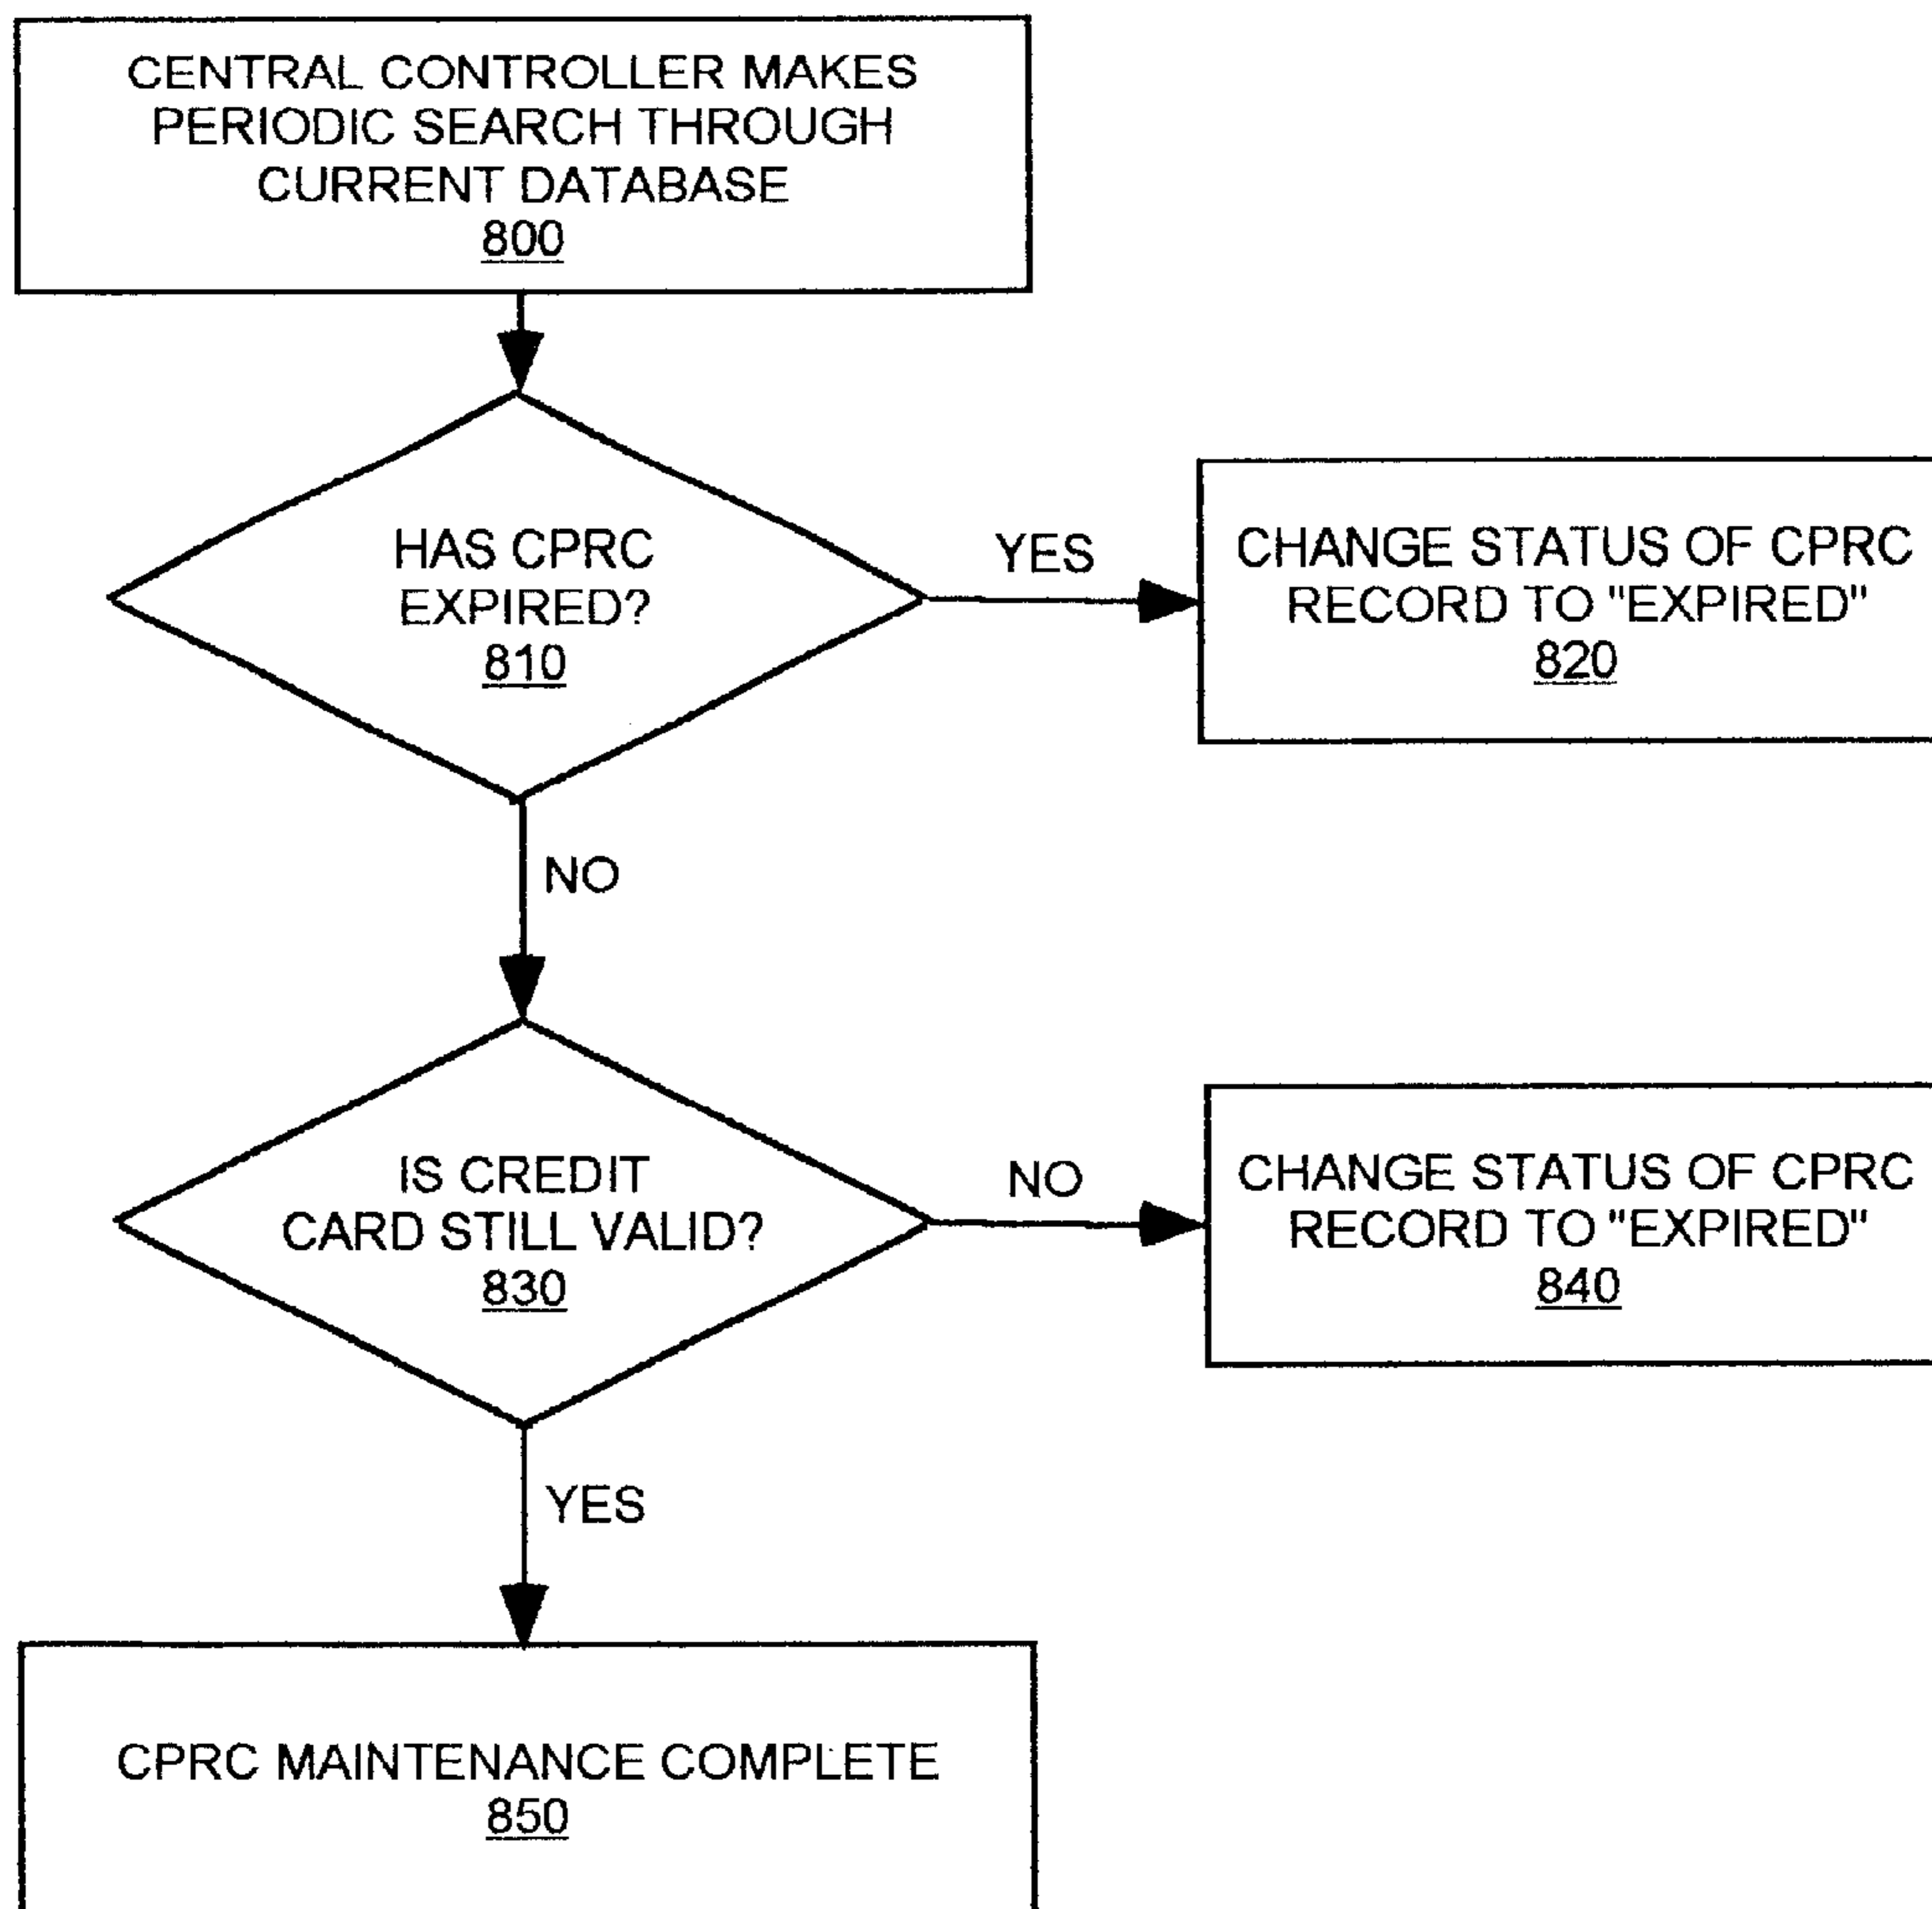 CENTRAL CONTROLLER MAKES
PERIODIC SEARCH THROUGH
CURRENT DATABASE
800
HAS CPRC
EXPIRED?
810
YES
CHANGE STATUS OF CPRC
RECORD TO "EXPIRED"
820
NO
IS CREDIT
CARD STILL VALID?
830
NO
CHANGE STATUS OF CPRC
RECORD TO "EXPIRED"
840
YES
CPRC MAINTENANCE COMPLETE
850